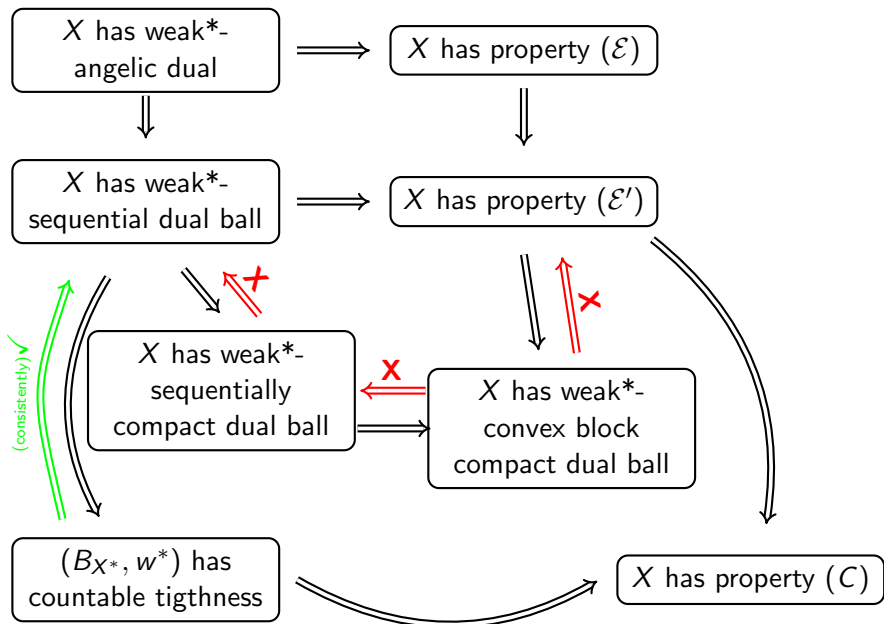 X has weak*-
angelic dual
X has property (ℰ)
X has weak*-
sequential dual ball
X has property (ℰ′)
X
X
(consistently) ✓
X has weak*-
sequentially
compact dual ball
X
X has weak*-
convex block
compact dual ball
(B_{X*}, w*) has
countable tigthness
X has property (C)